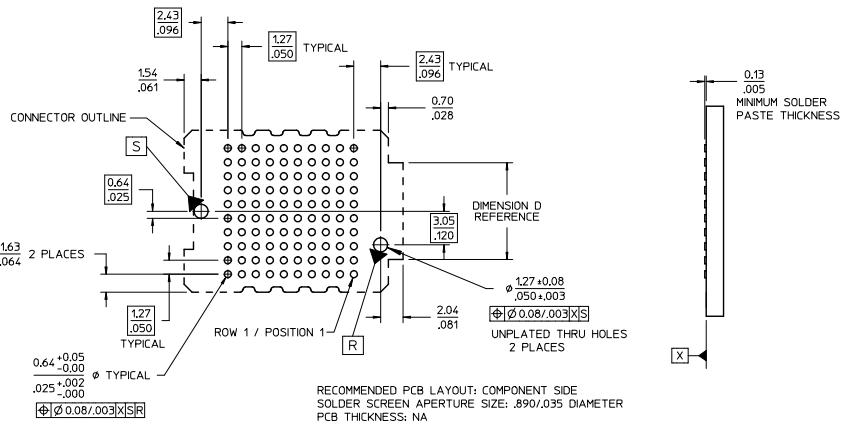 2.43
.096
1.27
.050 TYPICAL
2.43
.096 TYPICAL
1.54
.061
0.70
.028
0.13
.005
MINIMUM SOLDER
PASTE THICKNESS
CONNECTOR OUTLINE
S
0.64
.025
DIMENSION D
REFERENCE
3.05
.120
1.63
.064 2 PLACES
1.27
.050
TYPICAL
ROW 1 / POSITION 1
R
2.04
.081
⌀ 1.27 ±0.08
.050 ±.003
⌖ ⌀ 0.08/.003 X S
UNPLATED THRU HOLES
2 PLACES
X
0.64 +0.05
-0.00
.025 +.002
-.000
⌀ TYPICAL
⌖ ⌀ 0.08/.003 X S R
RECOMMENDED PCB LAYOUT: COMPONENT SIDE
SOLDER SCREEN APERTURE SIZE: .890/.035 DIAMETER
PCB THICKNESS: NA